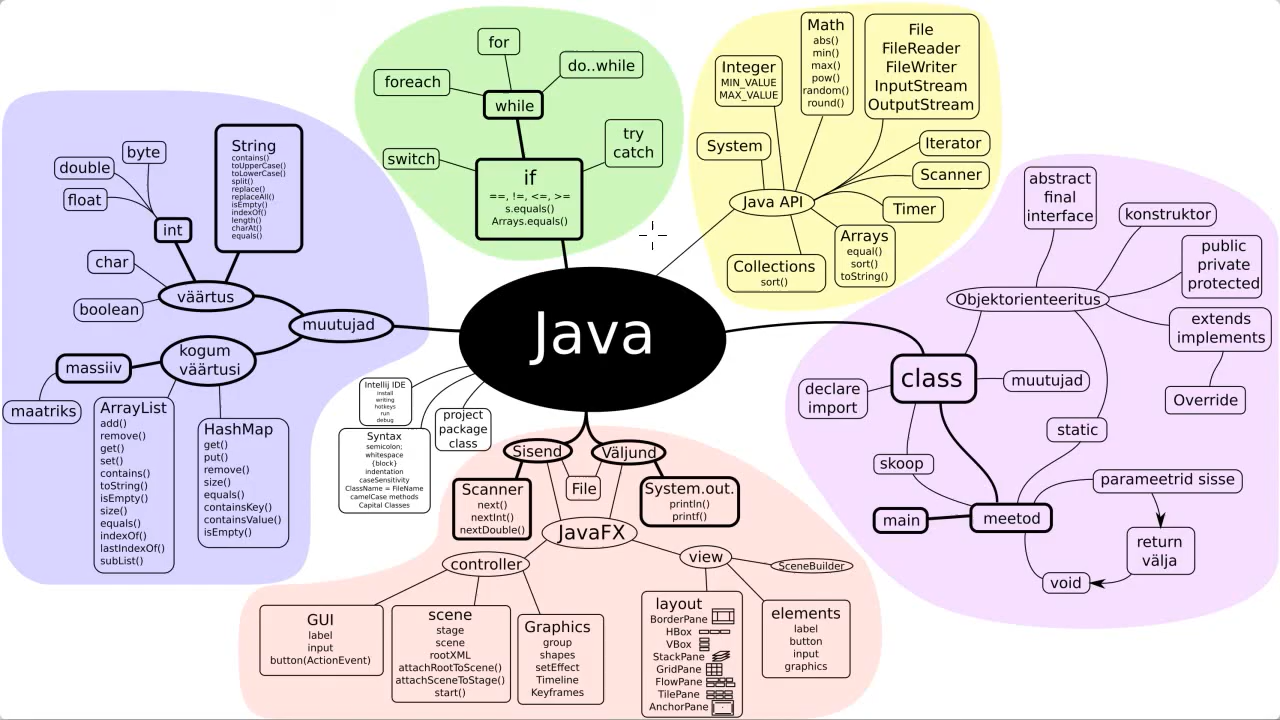 Java
for
foreach
do..while
while
switch
try
catch
if
==, !=, <=, >=
s.equals()
Arrays.equals()
Math
abs()
min()
max()
pow()
random()
round()
Integer
MIN_VALUE
MAX_VALUE
File
FileReader
FileWriter
InputStream
OutputStream
System
Iterator
Scanner
Timer
Java API
Arrays
equal()
sort()
toString()
Collections
sort()
byte
double
float
int
String
contains()
toUpperCase()
toLowerCase()
split()
replace()
replaceAll()
isEmpty()
indexOf()
length()
charAt()
equals()
char
boolean
väärtus
muutujad
kogum
väärtusi
massiiv
maatriks
ArrayList
add()
remove()
get()
set()
contains()
toString()
isEmpty()
size()
equals()
indexOf()
lastIndexOf()
subList()
HashMap
get()
put()
remove()
size()
equals()
containsKey()
containsValue()
isEmpty()
Intellij IDE
install
writing
hotkeys
run
debug
Syntax
semicolon;
whitespace
{block}
indentation
caseSensitivity
ClassName = FileName
camelCase methods
Capital Classes
project
package
class
Sisend
Väljund
File
Scanner
next()
nextInt()
nextDouble()
System.out.
println()
printf()
JavaFX
controller
view
SceneBuilder
GUI
label
input
button(ActionEvent)
scene
stage
scene
rootXML
attachRootToScene()
attachSceneToStage()
start()
Graphics
group
shapes
setEffect
Timeline
Keyframes
layout
BorderPane
HBox
VBox
StackPane
GridPane
FlowPane
TilePane
AnchorPane
elements
label
button
input
graphics
abstract
final
interface
konstruktor
public
private
protected
Objektorienteeritus
extends
implements
Override
class
declare
import
muutujad
static
skoop
parameetrid sisse
main
meetod
return
välja
void